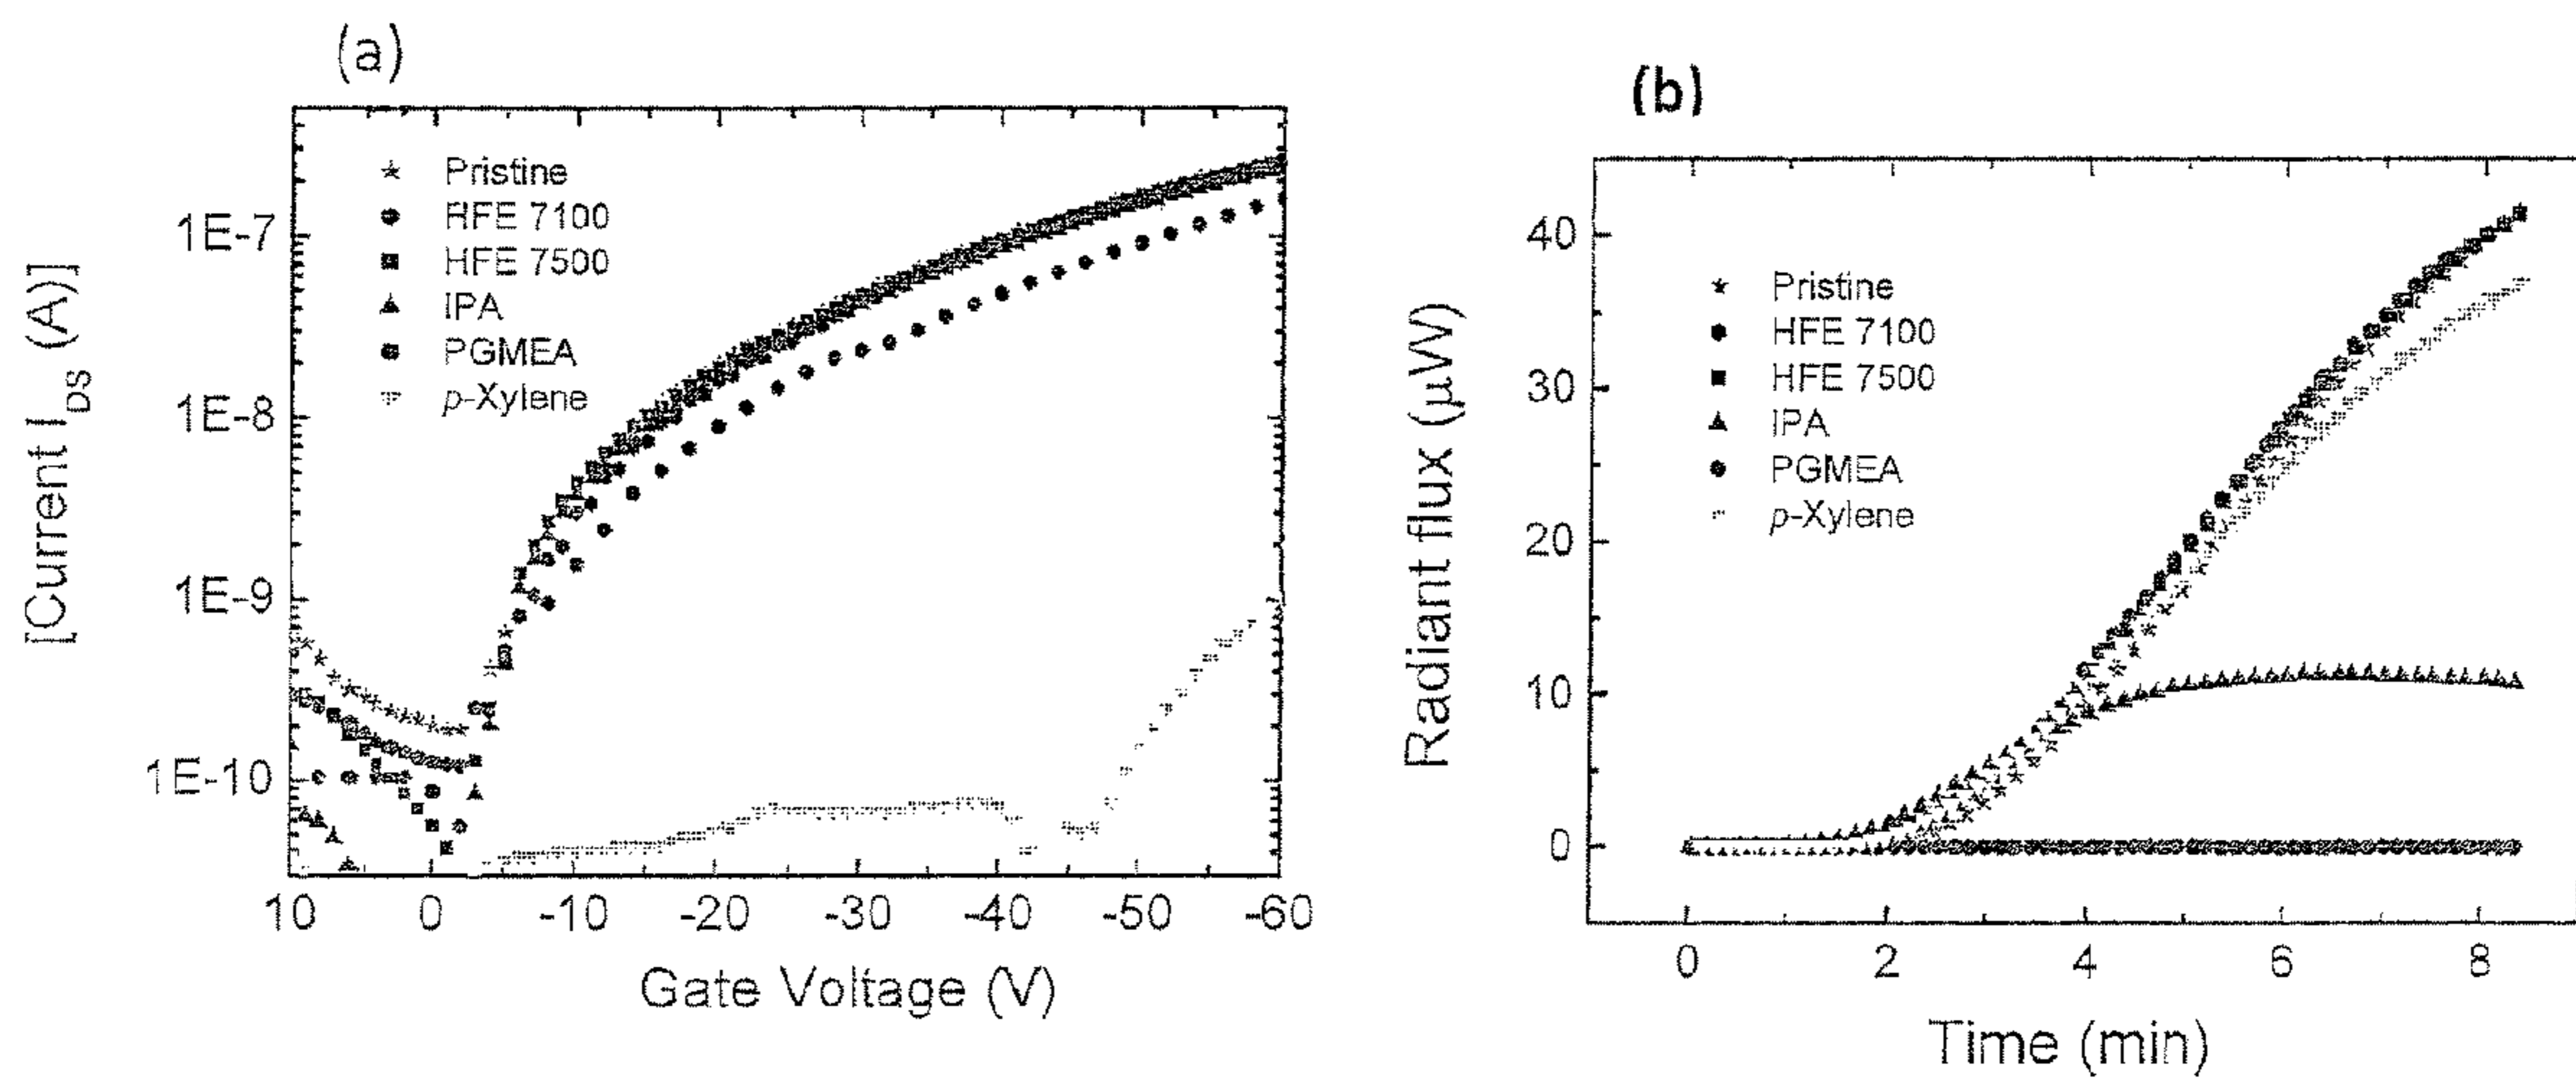 (a)
[Current I_DS (A)]
1E-7
1E-8
1E-9
1E-10
Pristine
HFE 7100
HFE 7500
IPA
PGMEA
p-Xylene
10 0 -10 -20 -30 -40 -50 -60
Gate Voltage (V)
(b)
Radiant flux (μW)
40
30
20
10
0
Pristine
HFE 7100
HFE 7500
IPA
PGMEA
p-Xylene
0 2 4 6 8
Time (min)